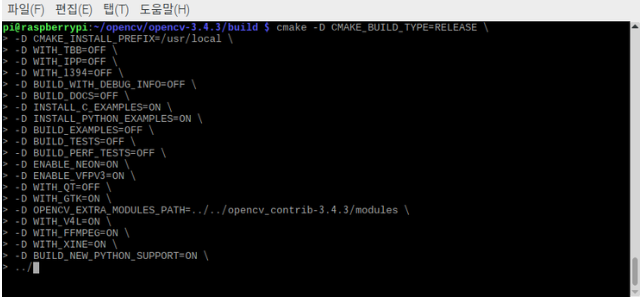 파일(F) 편집(E) 탭(T) 도움말(H)
pi@raspberrypi:~/opencv/opencv-3.4.3/build $ cmake -D CMAKE_BUILD_TYPE=RELEASE \
> -D CMAKE_INSTALL_PREFIX=/usr/local \
> -D WITH_TBB=OFF \
> -D WITH_IPP=OFF \
> -D WITH_1394=OFF \
> -D BUILD_WITH_DEBUG_INFO=OFF \
> -D BUILD_DOCS=OFF \
> -D INSTALL_C_EXAMPLES=ON \
> -D INSTALL_PYTHON_EXAMPLES=ON \
> -D BUILD_EXAMPLES=OFF \
> -D BUILD_TESTS=OFF \
> -D BUILD_PERF_TESTS=OFF \
> -D ENABLE_NEON=ON \
> -D ENABLE_VFPV3=ON \
> -D WITH_QT=OFF \
> -D WITH_GTK=ON \
> -D OPENCV_EXTRA_MODULES_PATH=../../opencv_contrib-3.4.3/modules \
> -D WITH_V4L=ON \
> -D WITH_FFMPEG=ON \
> -D WITH_XINE=ON \
> -D BUILD_NEW_PYTHON_SUPPORT=ON \
> ../